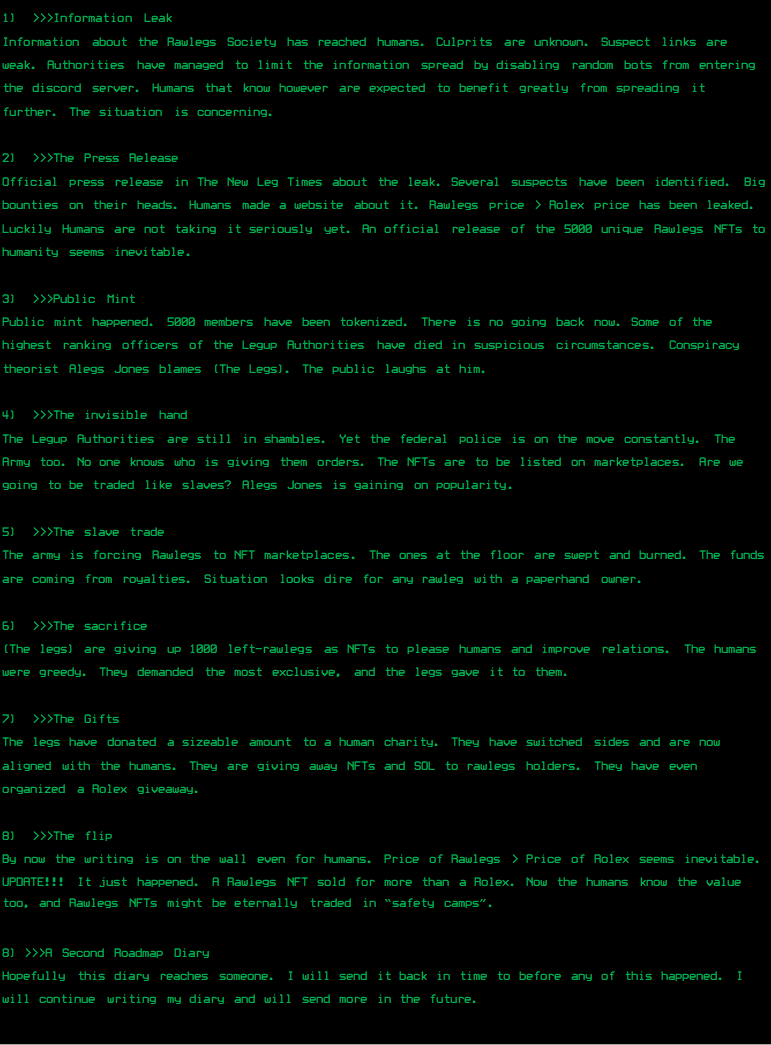 1) >>>Information Leak
Information about the Rawlegs Society has reached humans. Culprits are unknown. Suspect links are
weak. Authorities have managed to limit the information spread by disabling random bots from entering
the discord server. Humans that know however are expected to benefit greatly from spreading it
further. The situation is concerning.
2) >>>The Press Release
Official press release in The New Leg Times about the leak. Several suspects have been identified. Big
bounties on their heads. Humans made a website about it. Rawlegs price > Rolex price has been leaked.
Luckily Humans are not taking it seriously yet. An official release of the 5000 unique Rawlegs NFTs to
humanity seems inevitable.
3) >>>Public Mint
Public mint happened. 5000 members have been tokenized. There is no going back now. Some of the
highest ranking officers of the Legup Authorities have died in suspicious circumstances. Conspiracy
theorist Alegs Jones blames (The Legs). The public laughs at him.
4) >>>The invisible hand
The Legup Authorities are still in shambles. Yet the federal police is on the move constantly. The
Army too. No one knows who is giving them orders. The NFTs are to be listed on marketplaces. Are we
going to be traded like slaves? Alegs Jones is gaining on popularity.
5) >>>The slave trade
The army is forcing Rawlegs to NFT marketplaces. The ones at the floor are swept and burned. The funds
are coming from royalties. Situation looks dire for any rawleg with a paperhand owner.
6) >>>The sacrifice
(The legs) are giving up 1000 left-rawlegs as NFTs to please humans and improve relations. The humans
were greedy. They demanded the most exclusive, and the legs gave it to them.
7) >>>The Gifts
The legs have donated a sizeable amount to a human charity. They have switched sides and are now
aligned with the humans. They are giving away NFTs and SOL to rawlegs holders. They have even
organized a Rolex giveaway.
8) >>>The flip
By now the writing is on the wall even for humans. Price of Rawlegs > Price of Rolex seems inevitable.
UPDATE!!! It just happened. A Rawlegs NFT sold for more than a Rolex. Now the humans know the value
too, and Rawlegs NFTs might be eternally traded in “safety camps”.
8) >>>A Second Roadmap Diary
Hopefully this diary reaches someone. I will send it back in time to before any of this happened. I
will continue writing my diary and will send more in the future.